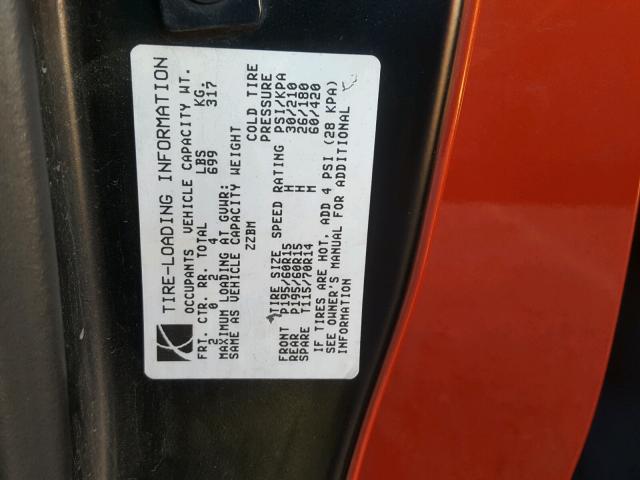 TIRE-LOADING INFORMATION
OCCUPANTS VEHICLE CAPACITY WT.
FRT. CTR. RR. TOTAL LBS KG.
2 0 2 4 699 317
MAXIMUM LOADING AT GVWR:
SAME AS VEHICLE CAPACITY WEIGHT
ZZBM
COLD TIRE
PRESSURE
TIRE SIZE SPEED RATING PSI/KPA
FRONT P195/60R15 H 30/210
REAR P195/60R15 H 26/180
SPARE T115/70R14 M 60/420
IF TIRES ARE HOT, ADD 4 PSI (28 KPA)
SEE OWNER'S MANUAL FOR ADDITIONAL
INFORMATION